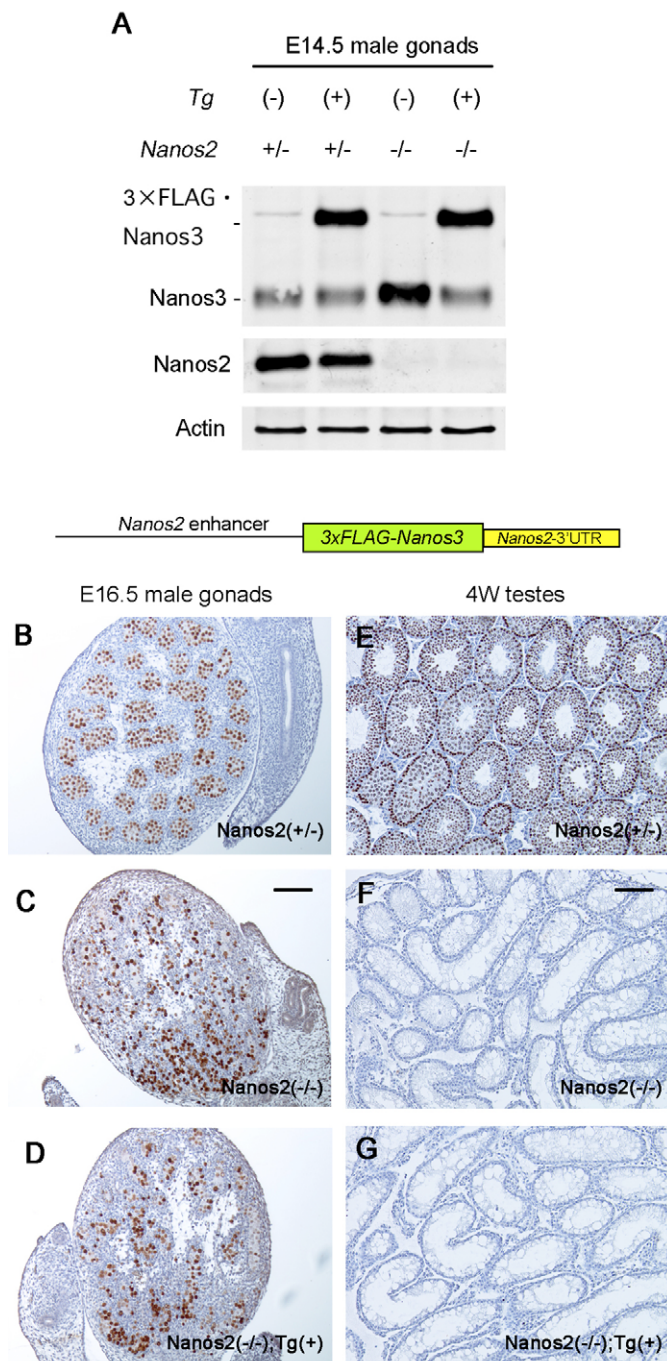 A
E14.5 male gonads
Tg (-) (+) (-) (+)
Nanos2 +/- +/- -/- -/-
3×FLAG・
Nanos3
Nanos3
Nanos2
Actin
Nanos2 enhancer 3xFLAG-Nanos3 Nanos2-3'UTR
E16.5 male gonads 4W testes
B
Nanos2(+/-)
E
Nanos2(+/-)
C
Nanos2(-/-)
F
Nanos2(-/-)
D
Nanos2(-/-);Tg(+)
G
Nanos2(-/-);Tg(+)